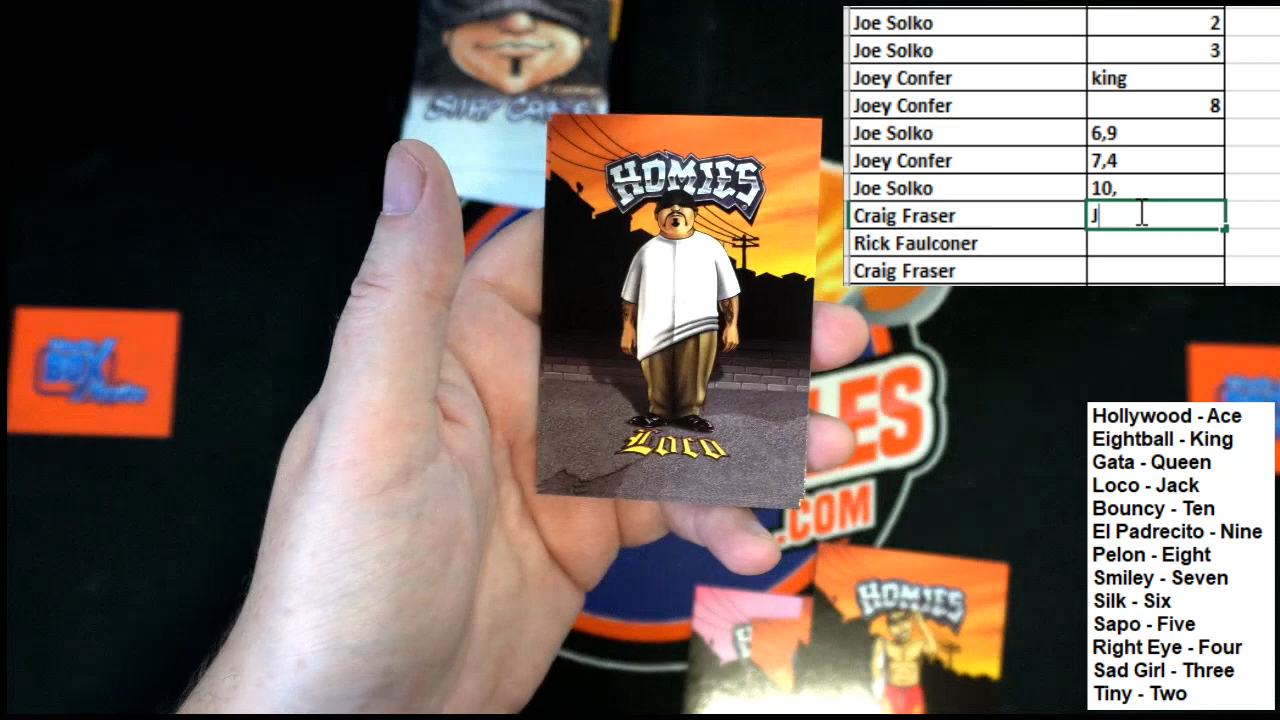 Joe Solko 2
Joe Solko 3
Joey Confer king
Joey Confer 8
Joe Solko 6,9
Joey Confer 7,4
Joe Solko 10,
Craig Fraser J
Rick Faulconer
Craig Fraser
HOMIES
Loco
BOX
LES
.COM
HOMIES
Hollywood - Ace
Eightball - King
Gata - Queen
Loco - Jack
Bouncy - Ten
El Padrecito - Nine
Pelon - Eight
Smiley - Seven
Silk - Six
Sapo - Five
Right Eye - Four
Sad Girl - Three
Tiny - Two